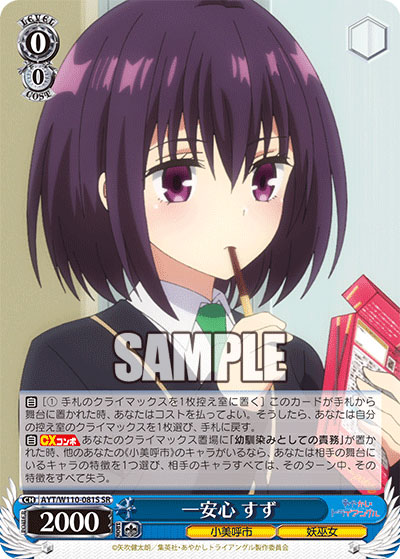 LEVEL
0
0
COST
SAMPLE
自 [① 手札のクライマックスを1枚控え室に置く] このカードが手札から
舞台に置かれた時、あなたはコストを払ってよい。そうしたら、あなたは自分
の控え室のクライマックスを1枚選び、手札に戻す。
自 CXコンボ あなたのクライマックス置場に「幼馴染みとしての責務」が置か
れた時、他のあなたの《小美呼市》のキャラがいるなら、あなたは相手の舞台に
いるキャラの特徴を1つ選び、相手のキャラすべては、そのターン中、その
特徴をすべて失う。
CH AYT/W110-081S SR
あやかし
トライアングル
2000
一安心 すず
小美呼市
妖巫女
©矢吹健太朗/集英社・あやかしトライアングル製作委員会